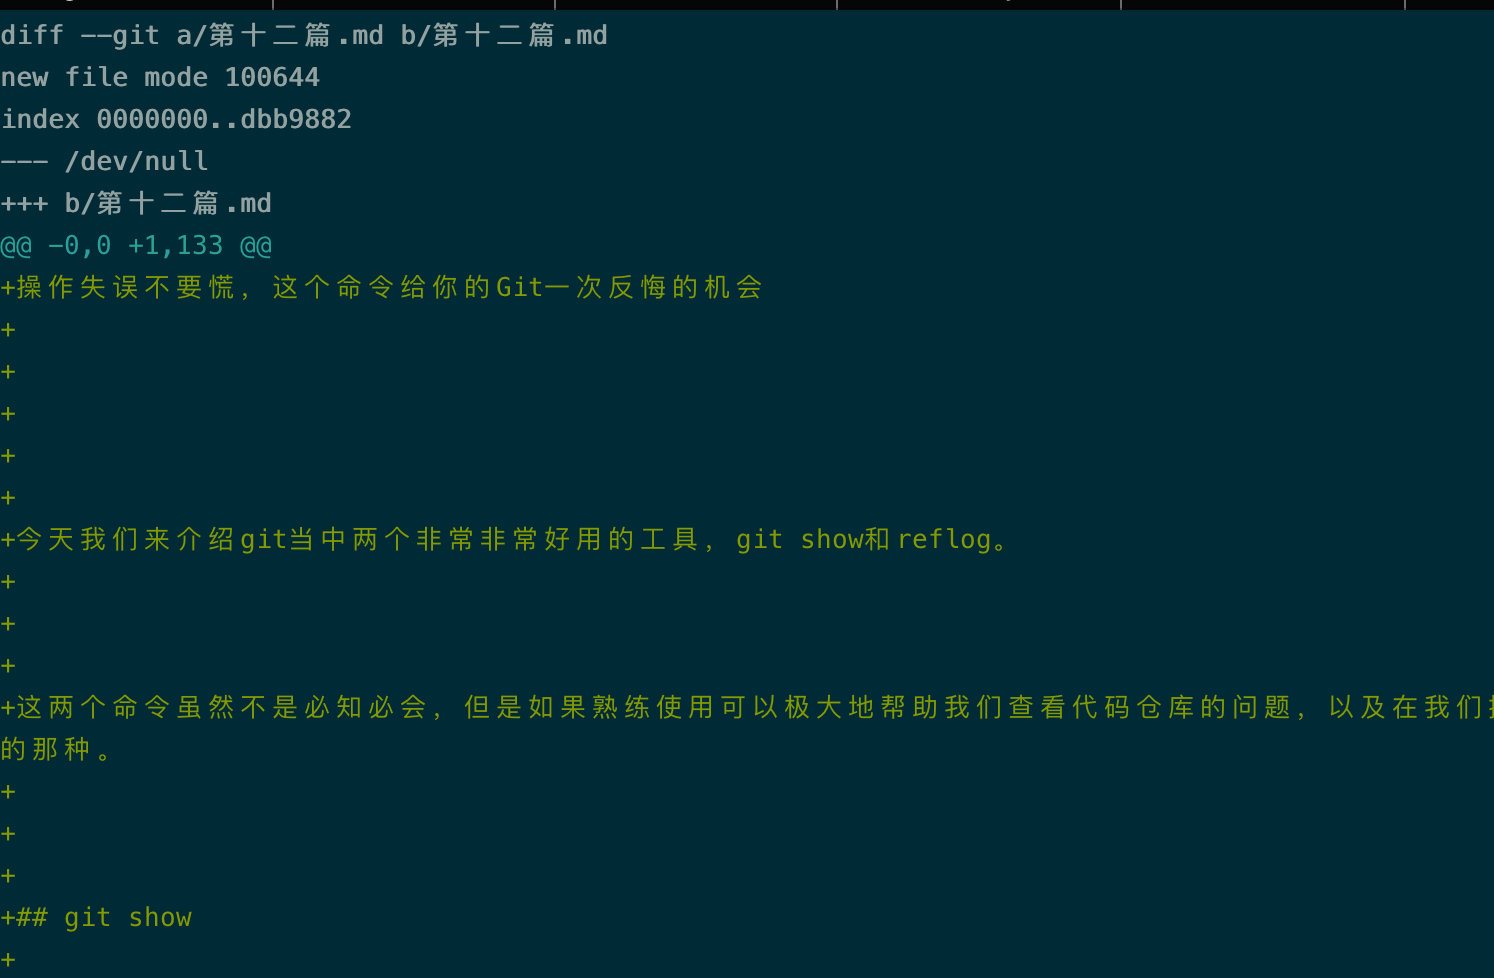 diff --git a/第十二篇.md b/第十二篇.md
new file mode 100644
index 0000000..dbb9882
--- /dev/null
+++ b/第十二篇.md
@@ -0,0 +1,133 @@
+操作失误不要慌，这个命令给你的Git一次反悔的机会
+
+
+
+
+
+今天我们来介绍git当中两个非常非常好用的工具，git show和reflog。
+
+
+
+这两个命令虽然不是必知必会，但是如果熟练使用可以极大地帮助我们查看代码仓库的问题，以及在我们
的那种。
+
+
+
+## git show
+